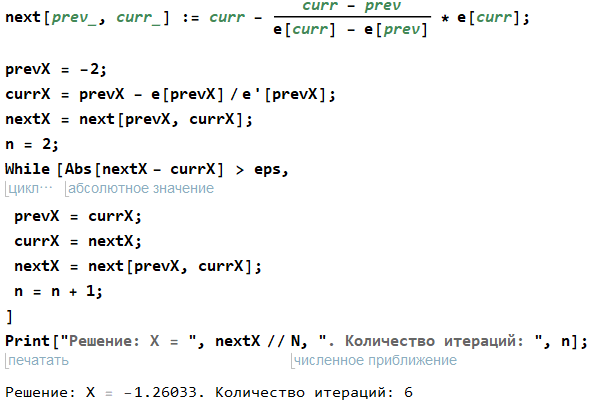 curr - prev
next[prev_, curr_] := curr - ———— * e[curr];
e[curr] - e[prev]
prevX = -2;
currX = prevX - e[prevX] / e'[prevX];
nextX = next[prevX, currX];
n = 2;
While[Abs[nextX - currX] > eps,
цикл⋯ абсолютное значение
prevX = currX;
currX = nextX;
nextX = next[prevX, currX];
n = n + 1;
]
Print["Решение: X = ", nextX // N, ". Количество итераций: ", n];
печатать численное приближение
Решение: X = -1.26033. Количество итераций: 6